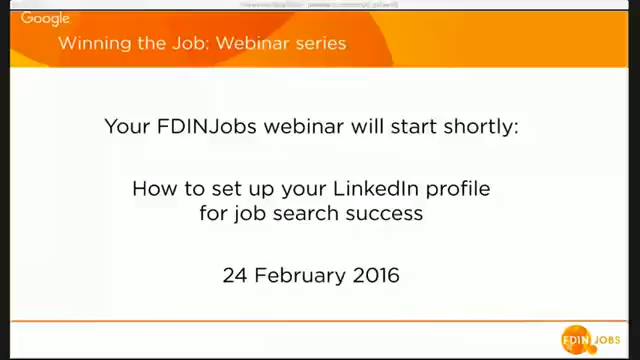 Google
Winning the Job: Webinar series
Your FDINJobs webinar will start shortly:
How to set up your LinkedIn profile
for job search success
24 February 2016
FDIN JOBS